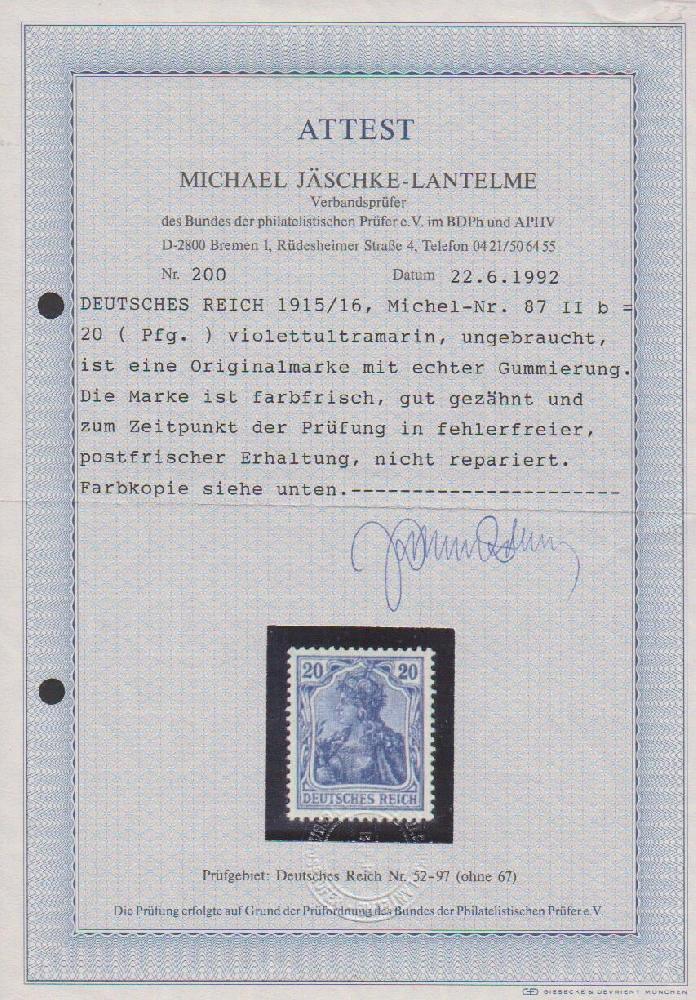 ATTEST
MICHAEL JÄSCHKE-LANTELME
Verbandsprüfer
des Bundes der philatelistischen Prüfer e.V. im BDPh und APHV
D-2800 Bremen 1, Rüdesheimer Straße 4, Telefon 0421/506455
Nr. 200 Datum 22.6.1992
DEUTSCHES REICH 1915/16, Michel-Nr. 87 II b =
20 ( Pfg. ) violettultramarin, ungebraucht,
ist eine Originalmarke mit echter Gummierung.
Die Marke ist farbfrisch, gut gezähnt und
zum Zeitpunkt der Prüfung in fehlerfreier,
postfrischer Erhaltung, nicht repariert.
Farbkopie siehe unten.-----------------------
20 20
DEUTSCHES REICH
Prüfgebiet: Deutsches Reich Nr. 52-97 (ohne 67)
Die Prüfung erfolgte auf Grund der Prüfordnung des Bundes der Philatelistischen Prüfer e.V.
GIESECKE & DEVRIENT MÜNCHEN